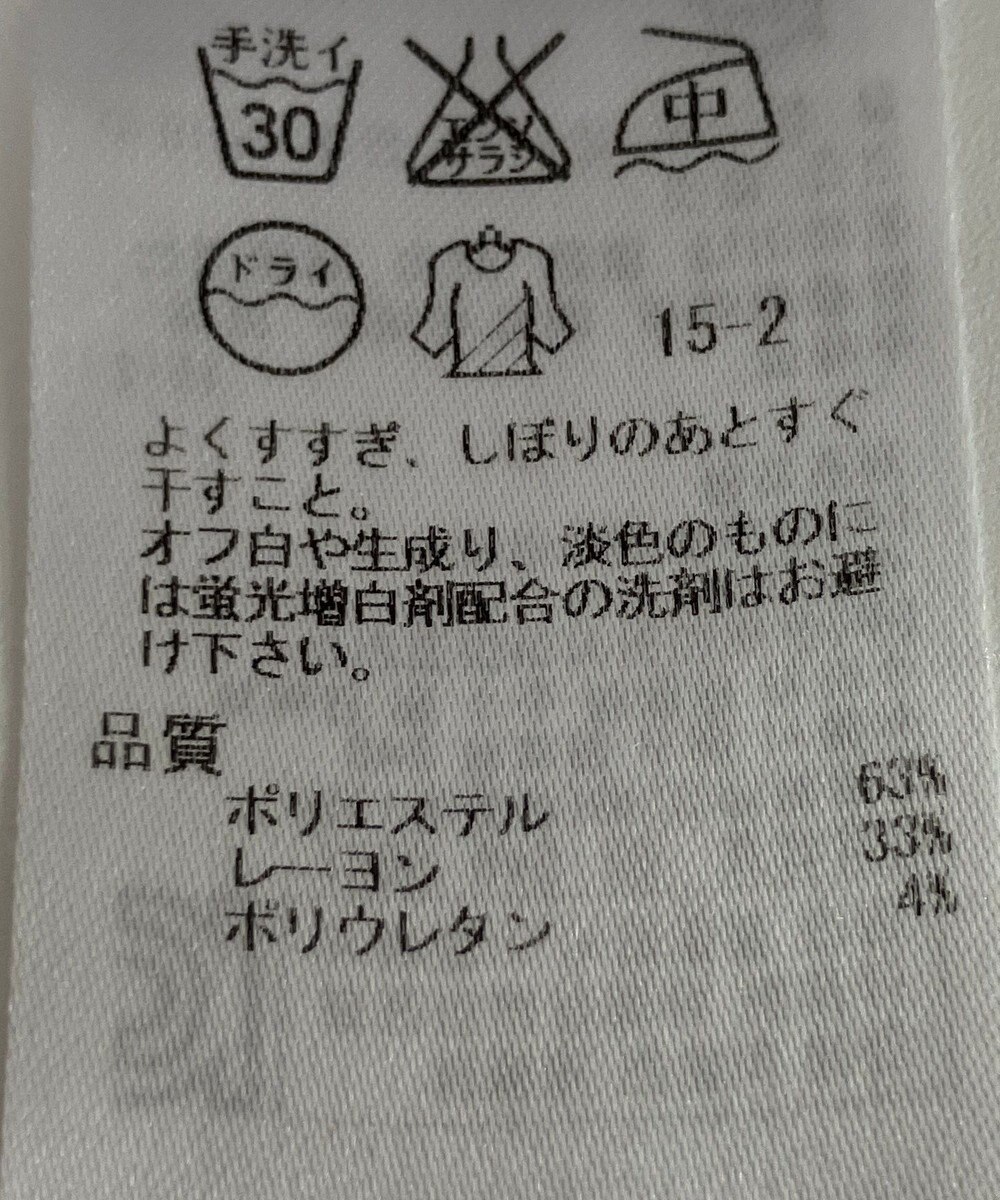 手洗イ
30
エンソ
サラシ
中
ドライ
15-2
よくすすぎ、しぼりのあとすぐ
干すこと。
オフ白や生成り、淡色のものに
は蛍光増白剤配合の洗剤はお避
け下さい。
品質
ポリエステル 63%
レーヨン 33%
ポリウレタン 4%